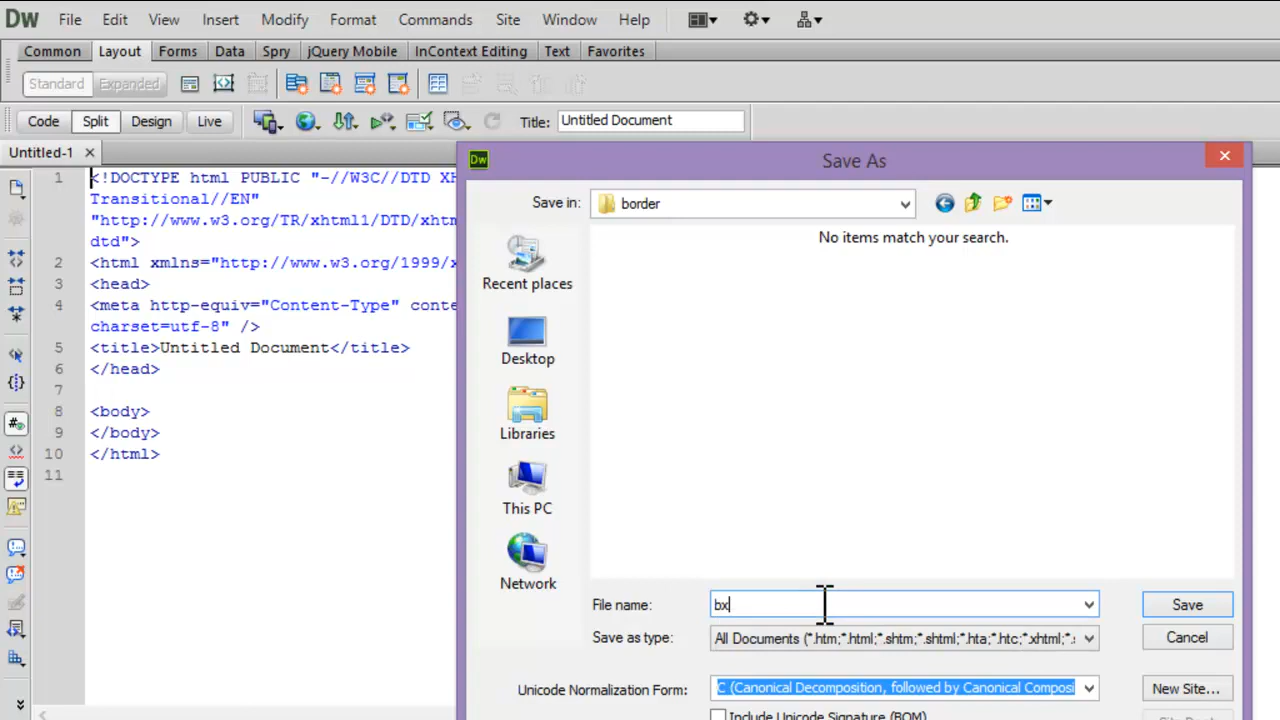 Dw File Edit View Insert Modify Format Commands Site Window Help
Common Layout Forms Data Spry jQuery Mobile InContext Editing Text Favorites
Standard Expanded
Code Split Design Live Title: Untitled Document
Untitled-1
Dw Save As
1 <!DOCTYPE html PUBLIC "-//W3C//DTD XH
Transitional//EN"
"http://www.w3.org/TR/xhtml1/DTD/xhtm
dtd">
2 <html xmlns="http://www.w3.org/1999/x
3 <head>
4 <meta http-equiv="Content-Type" conte
charset=utf-8" />
5 <title>Untitled Document</title>
6 </head>
7
8 <body>
9 </body>
10 </html>
11
Save in: border
No items match your search.
Recent places
Desktop
Libraries
This PC
Network
File name: bx Save
Save as type: All Documents (*.htm;*.html;*.shtm;*.shtml;*.hta;*.htc;*.xhtml;*. Cancel
Unicode Normalization Form: C (Canonical Decomposition, followed by Canonical Composi New Site...
Include Unicode Signature (BOM)